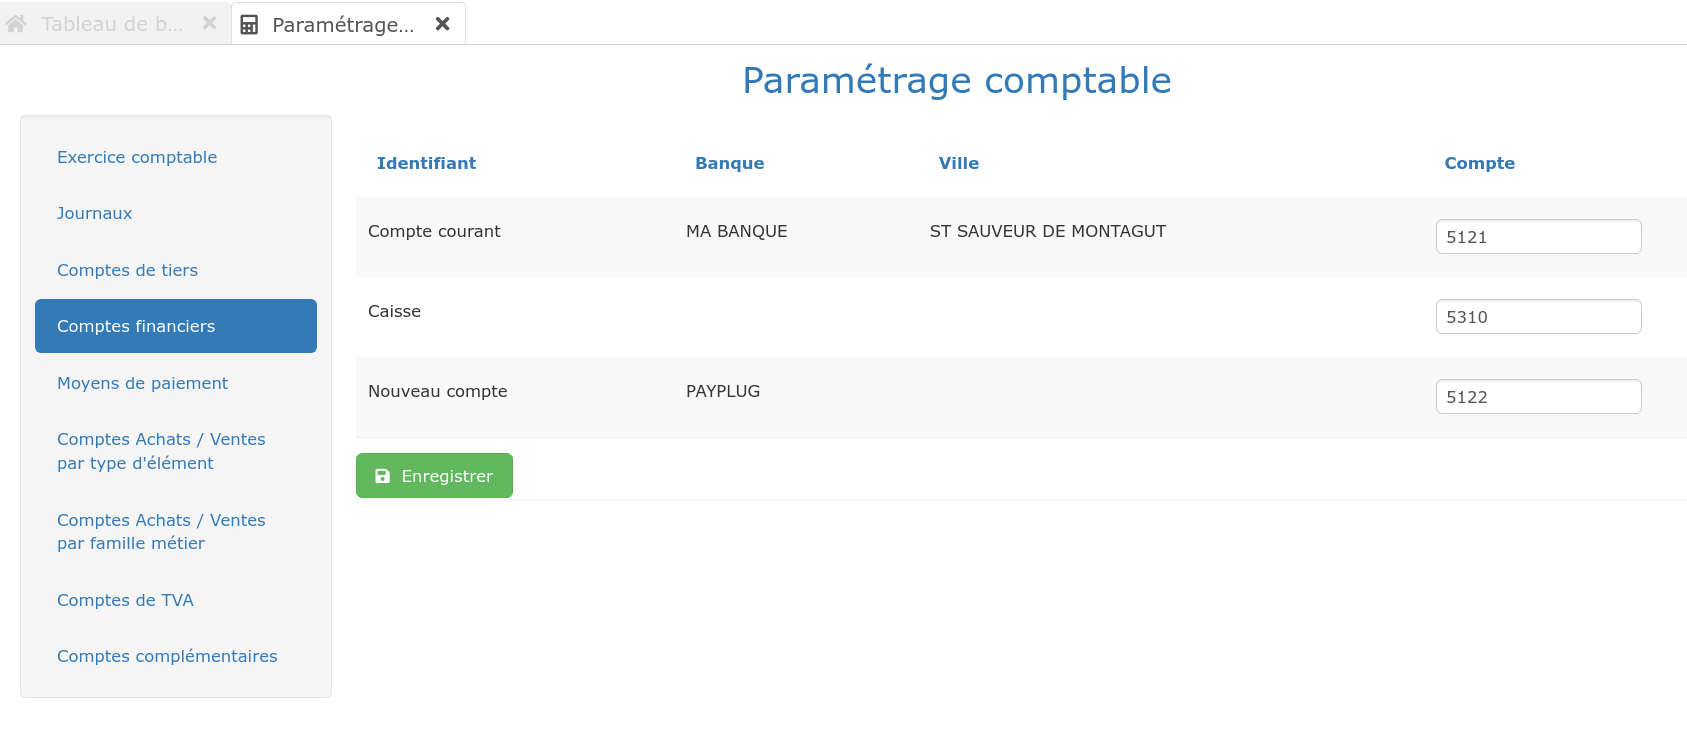 Tableau de b...
Paramétrage...
Paramétrage comptable
Exercice comptable
Journaux
Comptes de tiers
Comptes financiers
Moyens de paiement
Comptes Achats / Ventes
par type d'élément
Comptes Achats / Ventes
par famille métier
Comptes de TVA
Comptes complémentaires
Identifiant Banque Ville Compte
Compte courant MA BANQUE ST SAUVEUR DE MONTAGUT 5121
Caisse 5310
Nouveau compte PAYPLUG 5122
Enregistrer